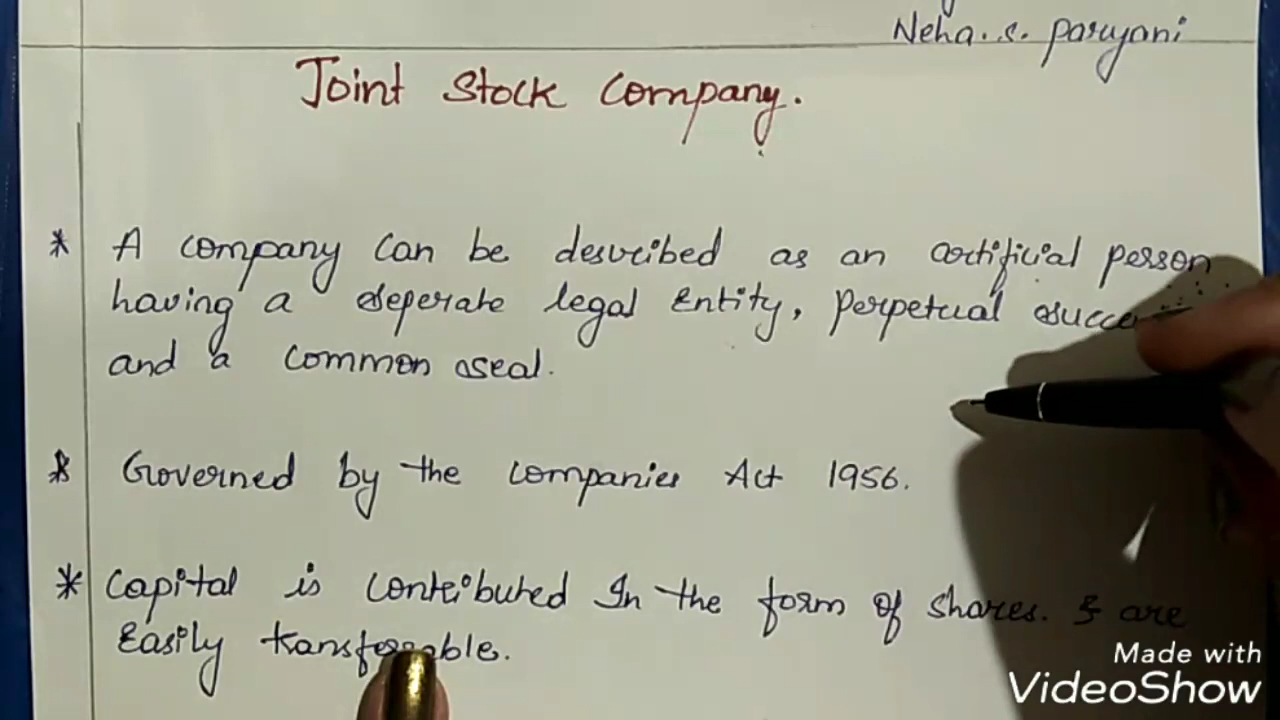 Neha. S. Paryani
Joint Stock Company.
* A company can be described as an artificial person
having a seperate legal Entity, perpetual
and a common seal.
* Governed by the companies Act 1956.
* Capital is contributed In the form of shares. & are
Easily transferable.
Made with
VideoShow